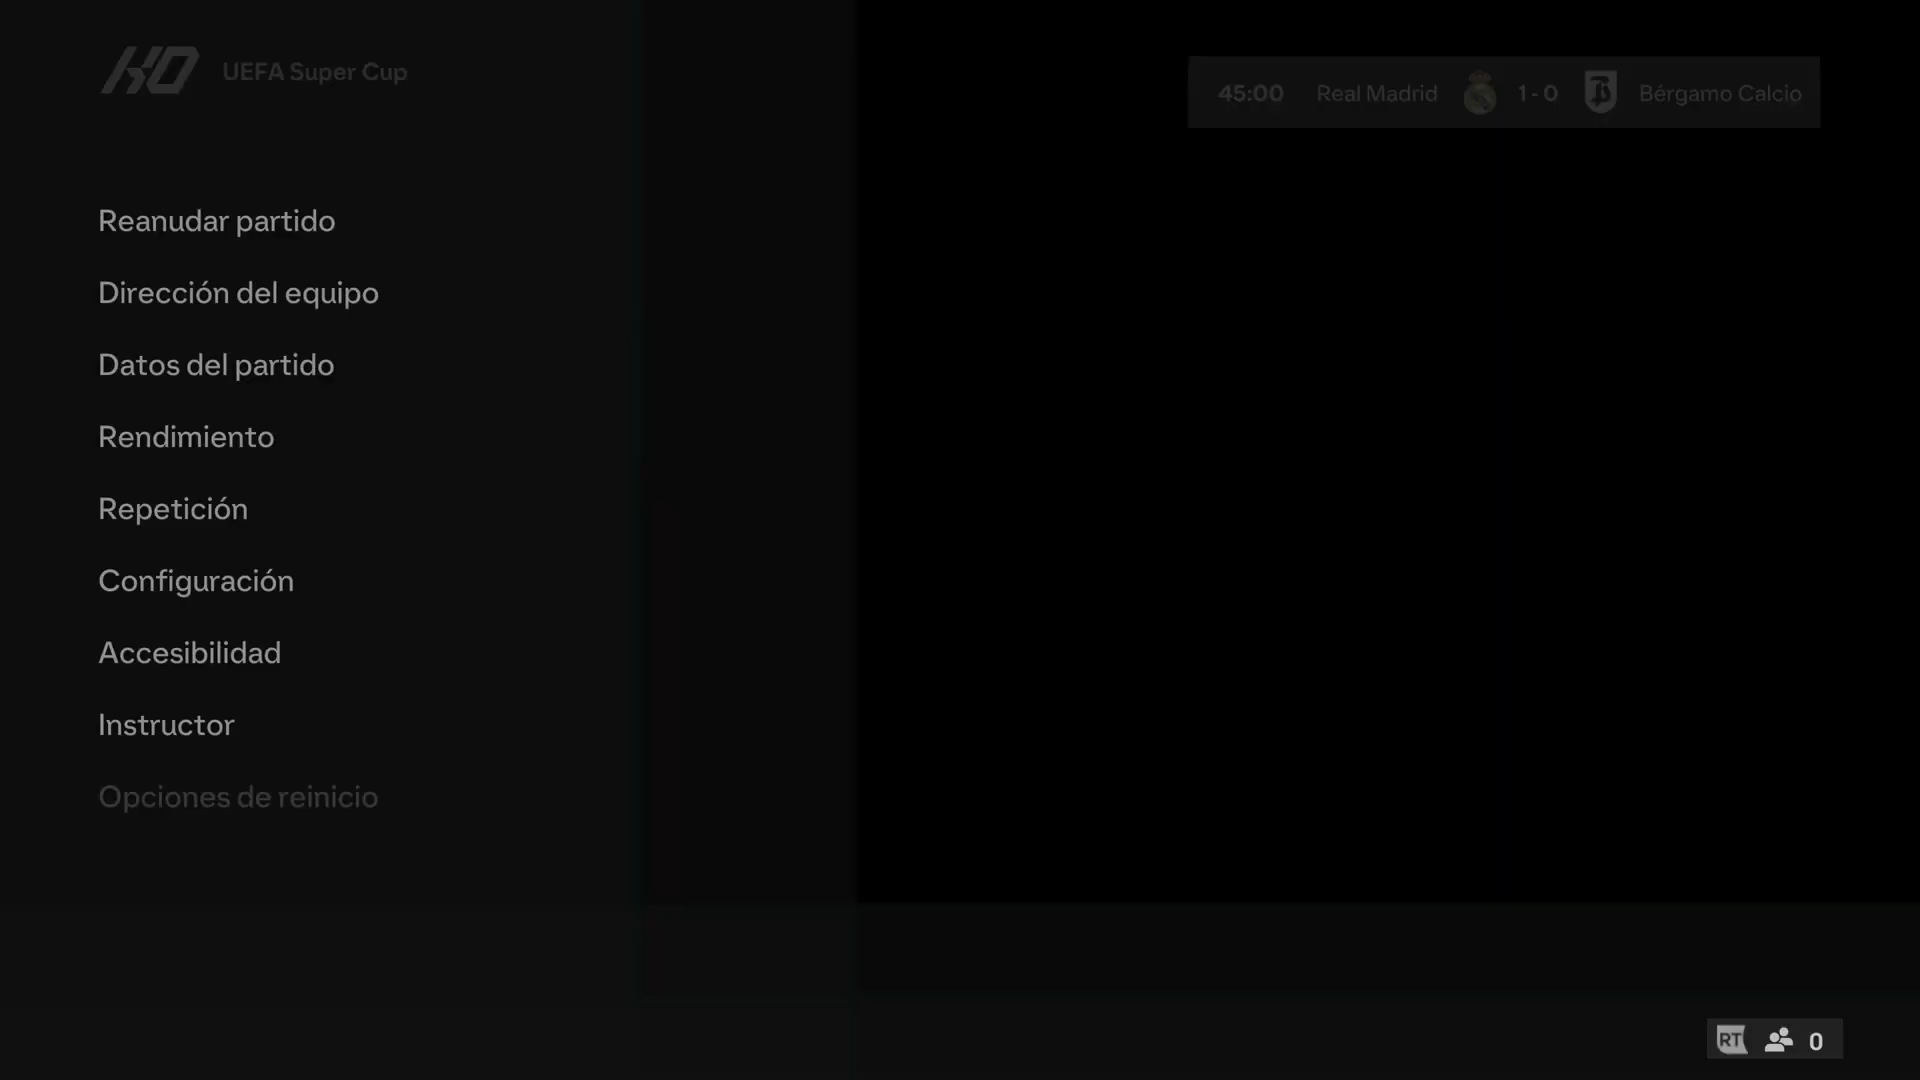 KO UEFA Super Cup
45:00 Real Madrid 1 - 0 B Bérgamo Calcio
Reanudar partido
Dirección del equipo
Datos del partido
Rendimiento
Repetición
Configuración
Accesibilidad
Instructor
Opciones de reinicio
RT 0